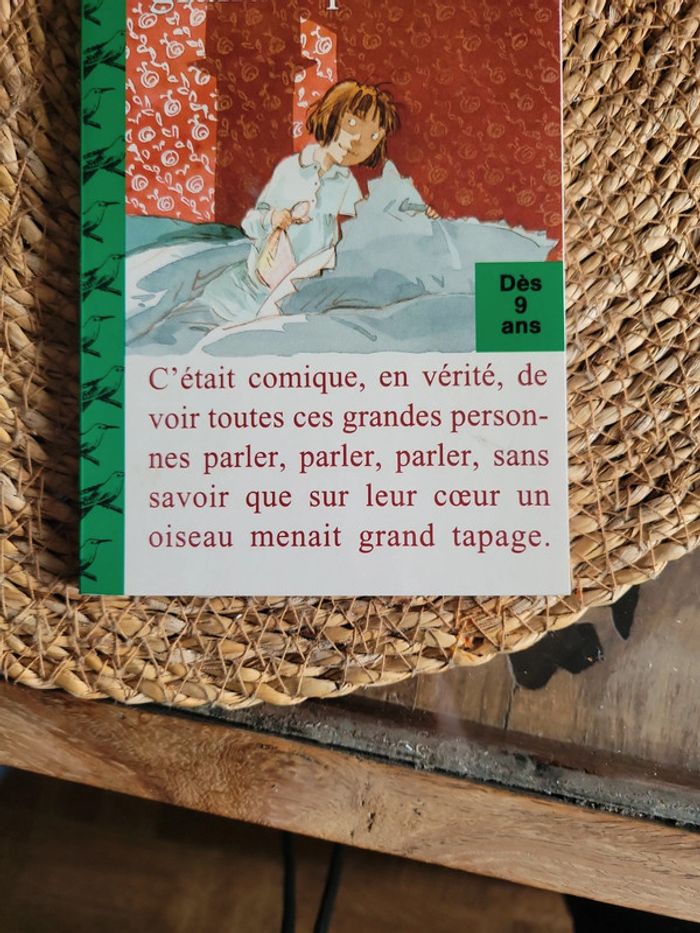 Dès
9
ans
C'était comique, en vérité, de
voir toutes ces grandes person-
nes parler, parler, parler, sans
savoir que sur leur cœur un
oiseau menait grand tapage.